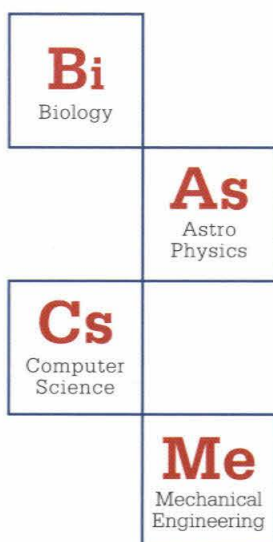 Bi
Biology
As
Astro
Physics
Cs
Computer
Science
Me
Mechanical
Engineering